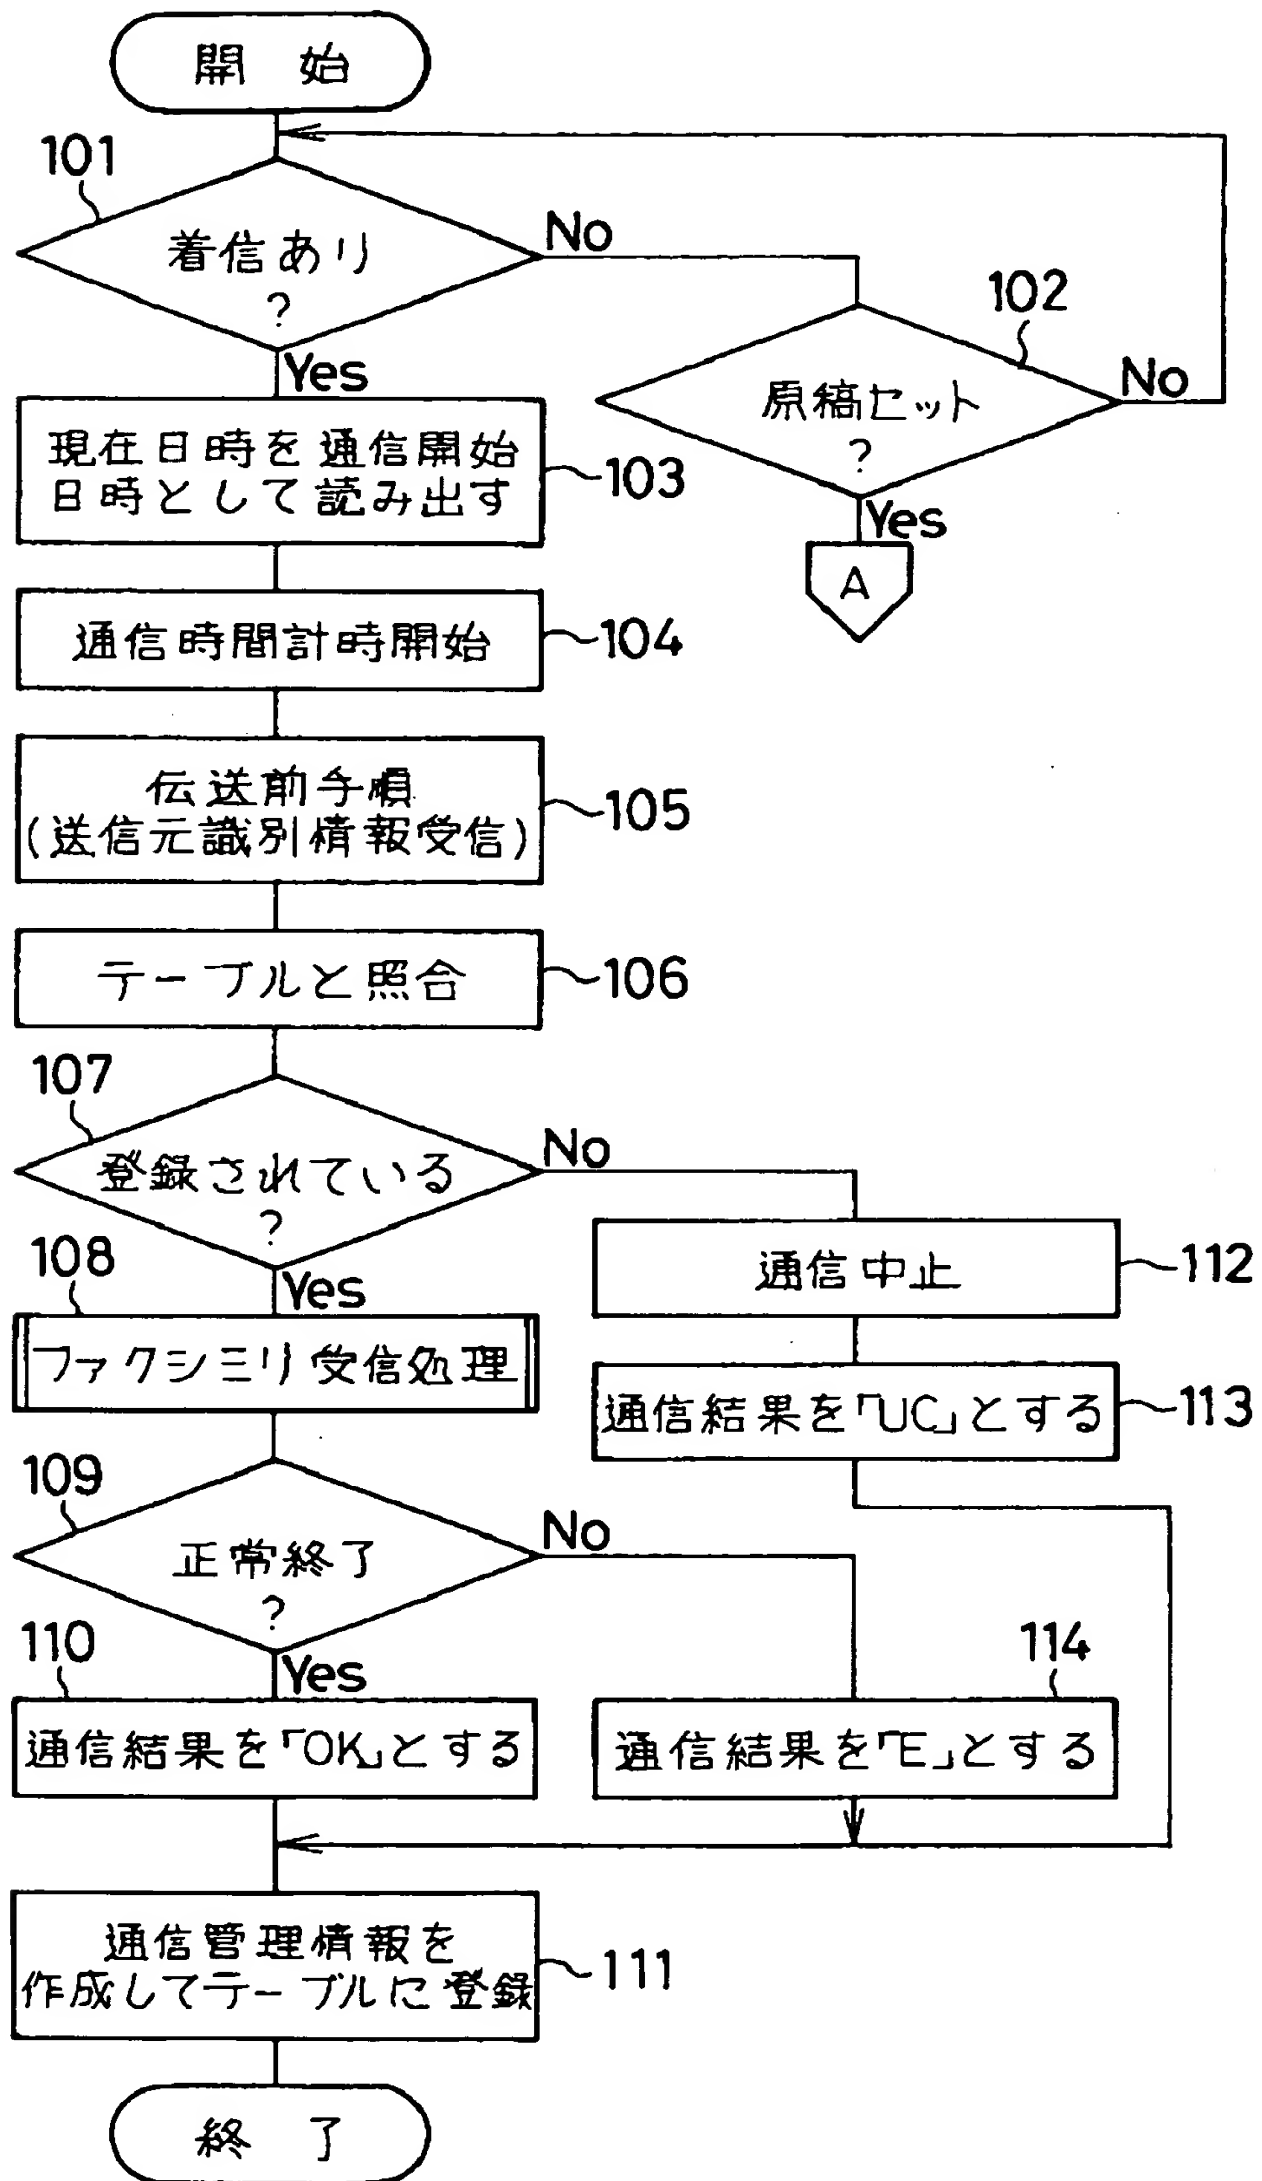 開始
101
着信あり
?
No
Yes
102
原稿セット
?
No
Yes
A
現在日時を通信開始
日時として読み出す
103
通信時間計時開始
104
伝送前手順
(送信元識別情報受信)
105
テーブルと照合
106
107
登録されている
?
No
Yes
108
ファクシミリ受信処理
通信中止
112
通信結果を「UC」とする
113
109
正常終了
?
No
Yes
110
通信結果を「OK」とする
114
通信結果を「E」とする
通信管理情報を
作成してテーブルに登録
111
終了